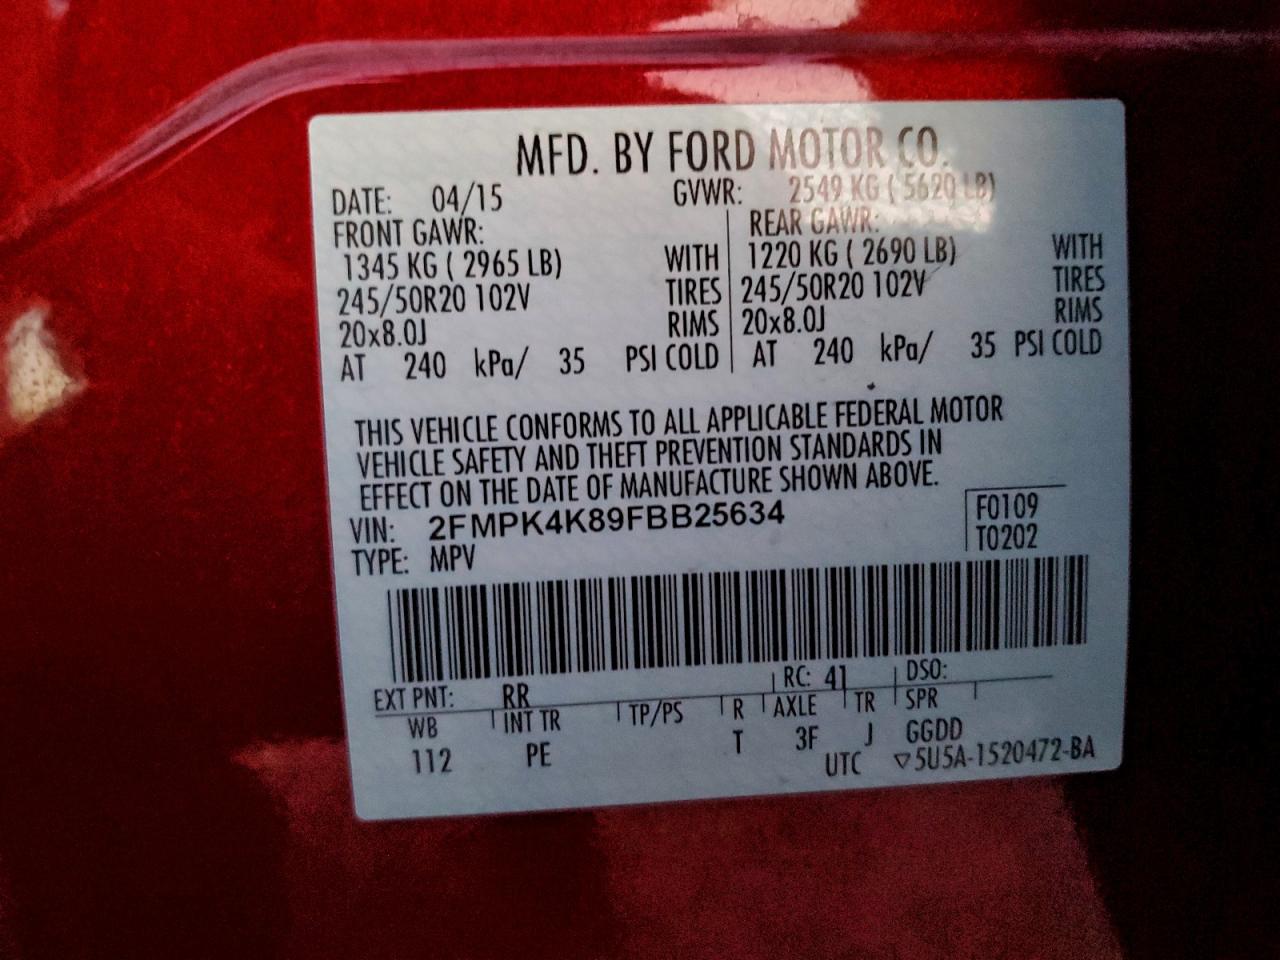 MFD. BY FORD MOTOR CO.
DATE: 04/15 GVWR: 2549 KG ( 5620 LB)
FRONT GAWR: REAR GAWR:
1345 KG ( 2965 LB) WITH 1220 KG ( 2690 LB) WITH
245/50R20 102V TIRES 245/50R20 102V TIRES
20x8.0J RIMS 20x8.0J RIMS
AT 240 kPa/ 35 PSI COLD AT 240 kPa/ 35 PSI COLD
THIS VEHICLE CONFORMS TO ALL APPLICABLE FEDERAL MOTOR
VEHICLE SAFETY AND THEFT PREVENTION STANDARDS IN
EFFECT ON THE DATE OF MANUFACTURE SHOWN ABOVE.
VIN: 2FMPK4K89FBB25634 F0109
TYPE: MPV T0202
EXT PNT: RR RC: 41 DSO:
WB INT TR TP/PS R AXLE TR SPR
112 PE T 3F J GGDD
UTC ▽5U5A-1520472-BA